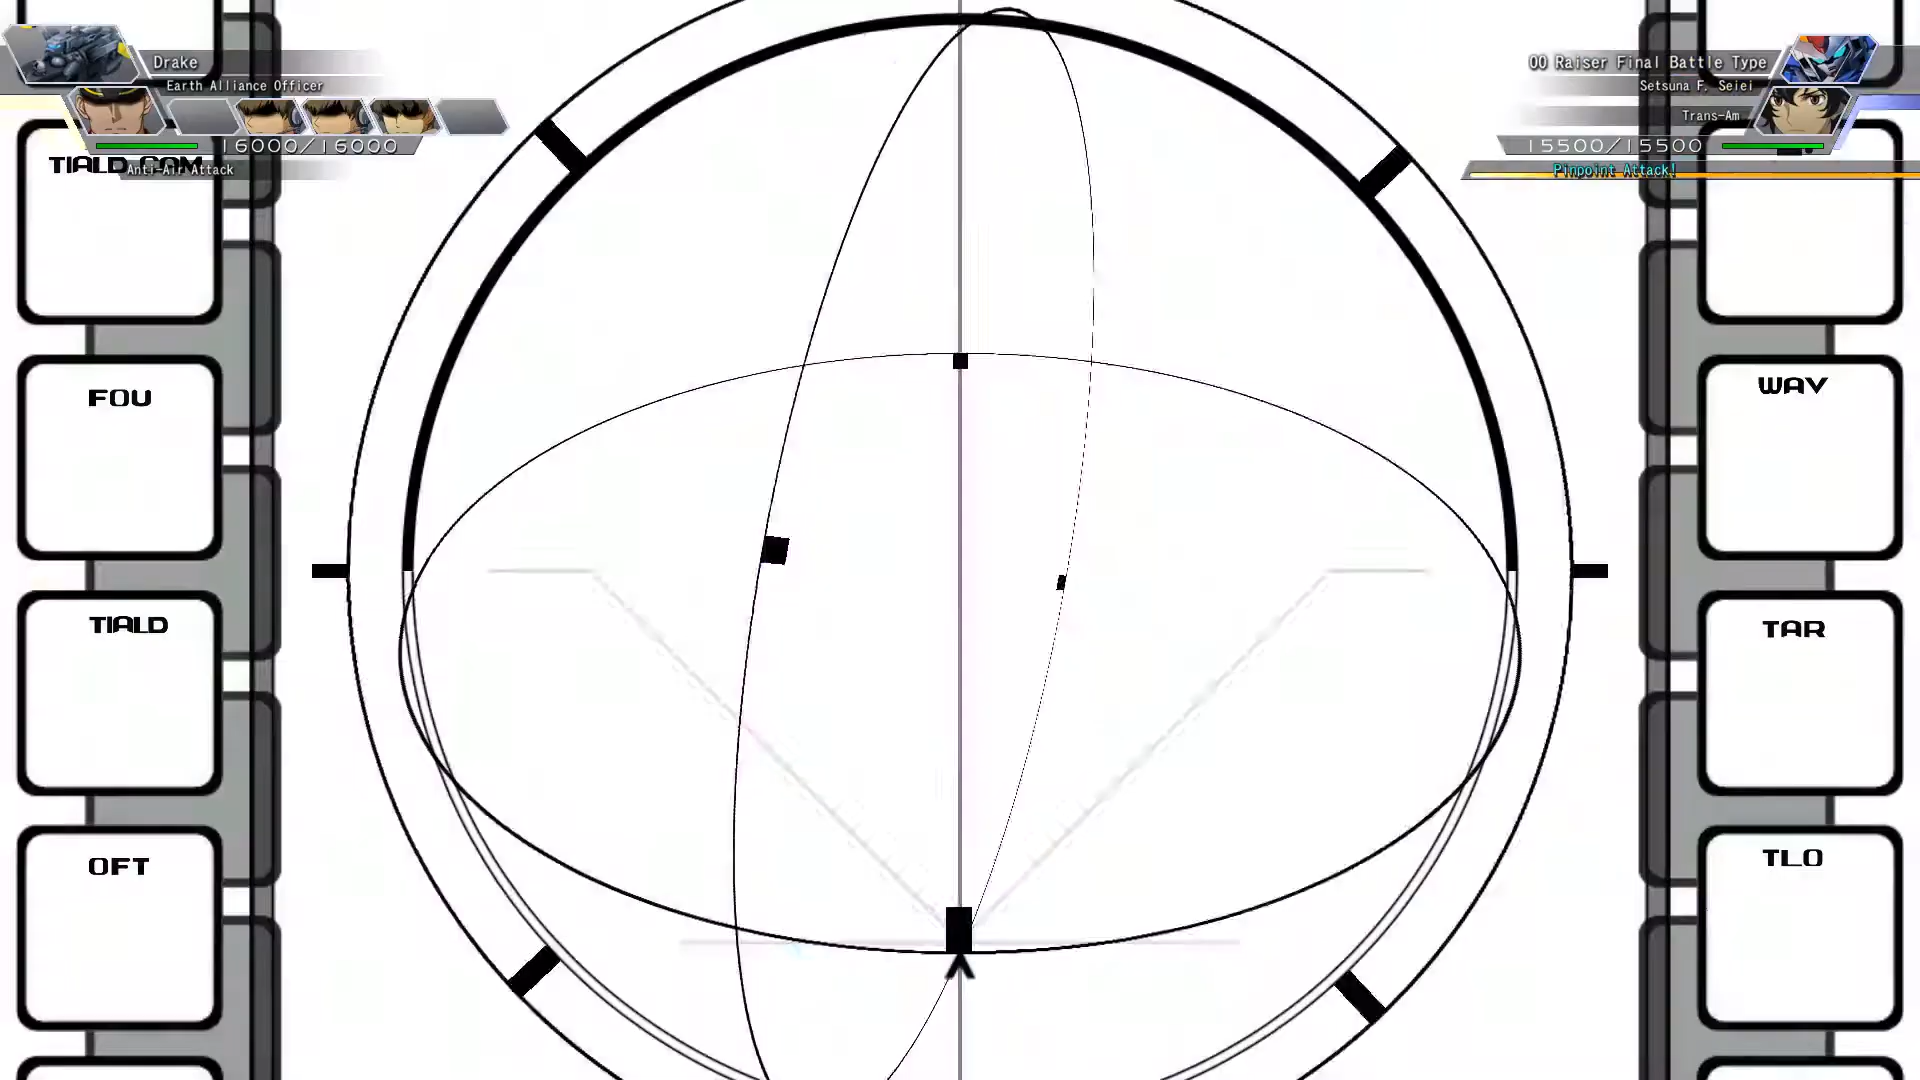 Drake
Earth Alliance Officer
16000/16000
Anti-Air Attack
00 Raiser Final Battle Type
Setsuna F. Seiei
Trans-Am
15500/15500
Pinpoint Attack!
TIALD.COM
FOU
TIALD
OFT
WAV
TAR
TLO